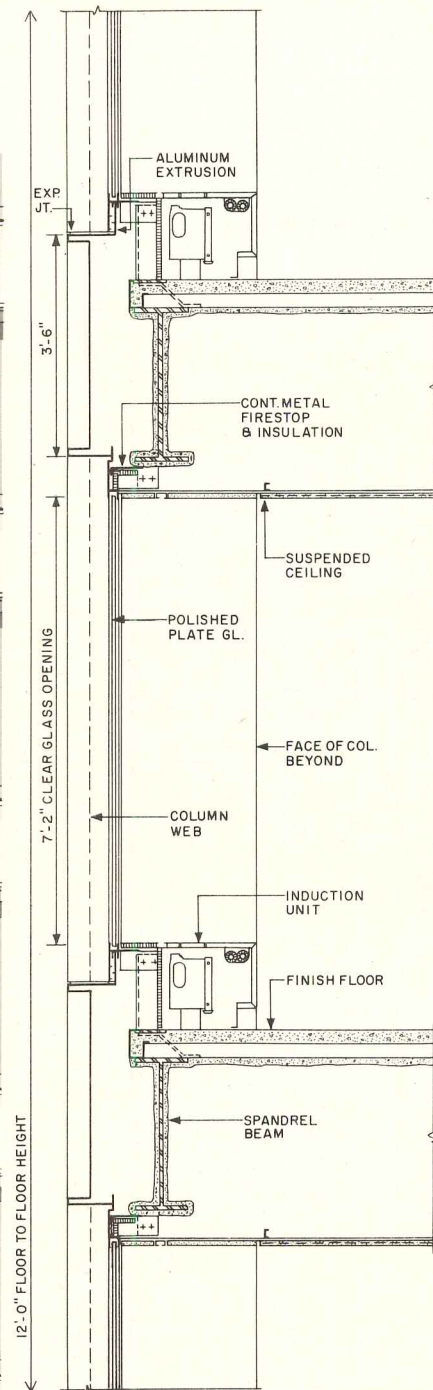 ALUMINUM
EXTRUSION
EXP.
JT.
3'-6"
CONT. METAL
FIRESTOP
& INSULATION
SUSPENDED
CEILING
POLISHED
PLATE GL.
7'-2" CLEAR GLASS OPENING
FACE OF COL.
BEYOND
COLUMN
WEB
INDUCTION
UNIT
FINISH FLOOR
SPANDREL
BEAM
12'-0" FLOOR TO FLOOR HEIGHT